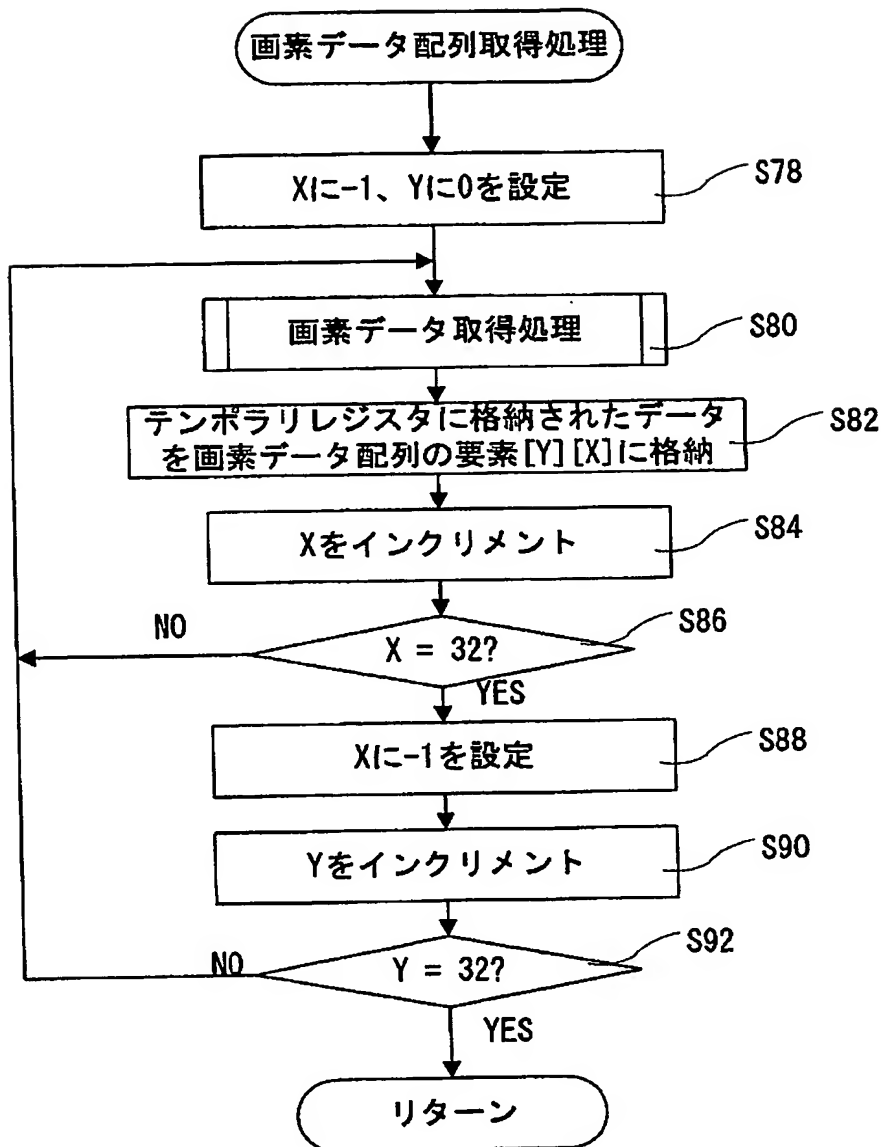 画素データ配列取得処理
Xに-1、Yに0を設定
S78
画素データ取得処理
S80
テンポラリレジスタに格納されたデータ
を画素データ配列の要素[Y][X]に格納
S82
Xをインクリメント
S84
X = 32?
S86
NO
YES
Xに-1を設定
S88
Yをインクリメント
S90
Y = 32?
S92
NO
YES
リターン